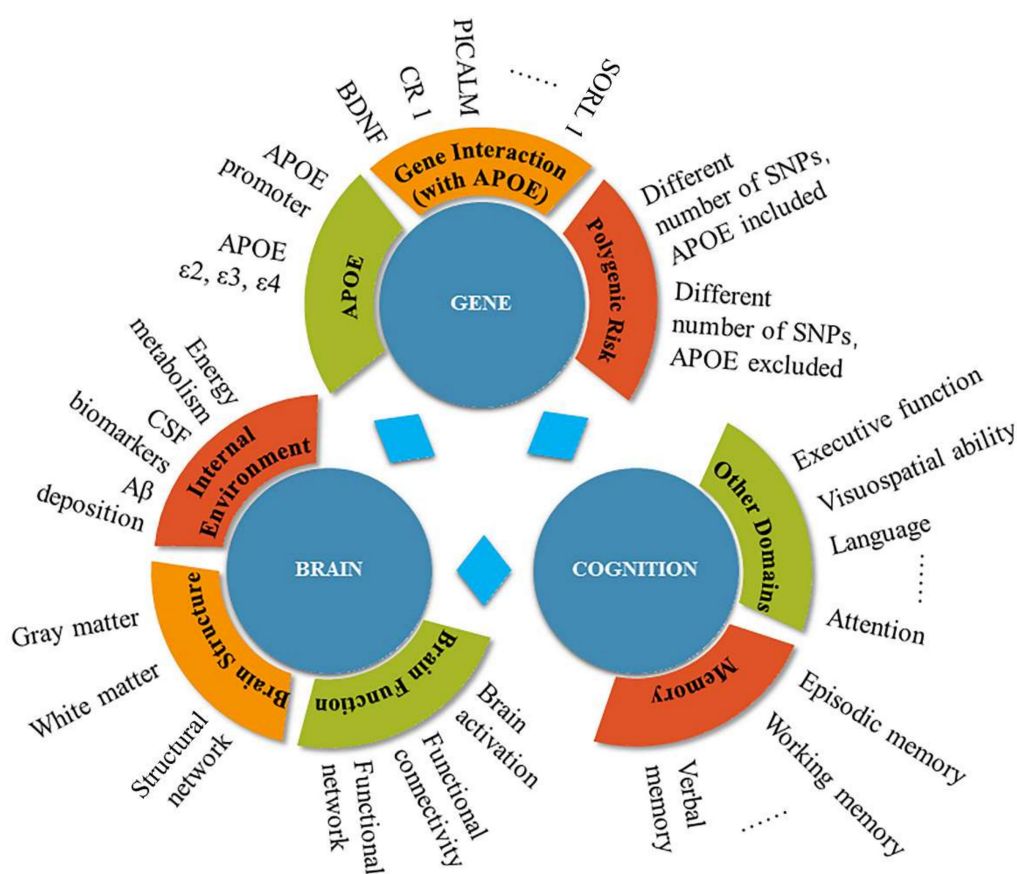 PICALM
......
CR 1
SORL 1
BDNF
Gene Interaction
(with APOE)
APOE
promoter
APOE
ε2, ε3, ε4
APOE
GENE
Polygenic Risk
Different
number of SNPs,
APOE included
Different
number of SNPs,
APOE excluded
Energy
metabolism
CSF
biomarkers
Aβ
deposition
Internal
Environment
BRAIN
Brain Structure
Gray matter
White matter
Structural
network
Brain Function
Functional
network
Functional
connectivity
Brain
activation
COGNITION
Other Domains
Executive function
Visuospatial ability
Language
......
Attention
Memory
Episodic memory
Working memory
......
Verbal
memory